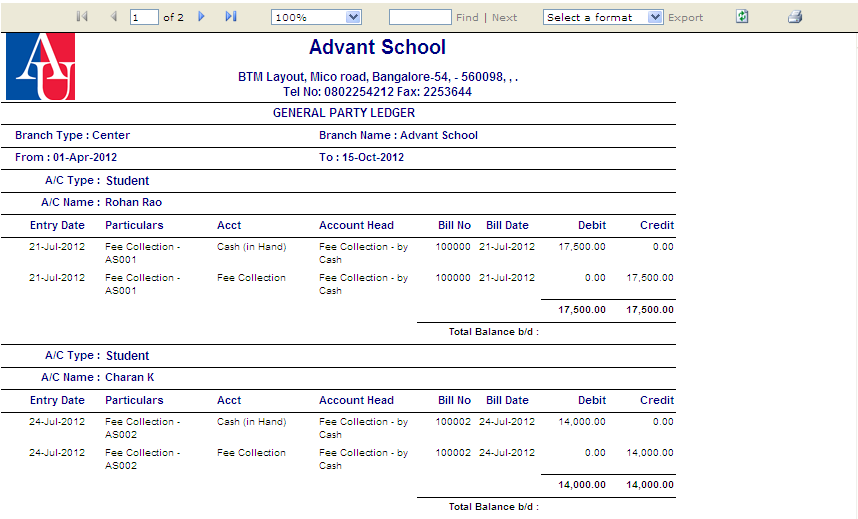 1 of 2 100% Find | Next Select a format Export
AU
Advant School
BTM Layout, Mico road, Bangalore-54, - 560098, , .
Tel No: 0802254212 Fax: 2253644
GENERAL PARTY LEDGER
Branch Type : Center Branch Name : Advant School
From : 01-Apr-2012 To : 15-Oct-2012
A/C Type : Student
A/C Name : Rohan Rao
Entry Date Particulars Acct Account Head Bill No Bill Date Debit Credit
21-Jul-2012 Fee Collection - Cash (in Hand) Fee Collection - by 100000 21-Jul-2012 17,500.00 0.00
AS001 Cash
21-Jul-2012 Fee Collection - Fee Collection Fee Collection - by 100000 21-Jul-2012 0.00 17,500.00
AS001 Cash
17,500.00 17,500.00
Total Balance b/d :
A/C Type : Student
A/C Name : Charan K
Entry Date Particulars Acct Account Head Bill No Bill Date Debit Credit
24-Jul-2012 Fee Collection - Cash (in Hand) Fee Collection - by 100002 24-Jul-2012 14,000.00 0.00
AS002 Cash
24-Jul-2012 Fee Collection - Fee Collection Fee Collection - by 100002 24-Jul-2012 0.00 14,000.00
AS002 Cash
14,000.00 14,000.00
Total Balance b/d :